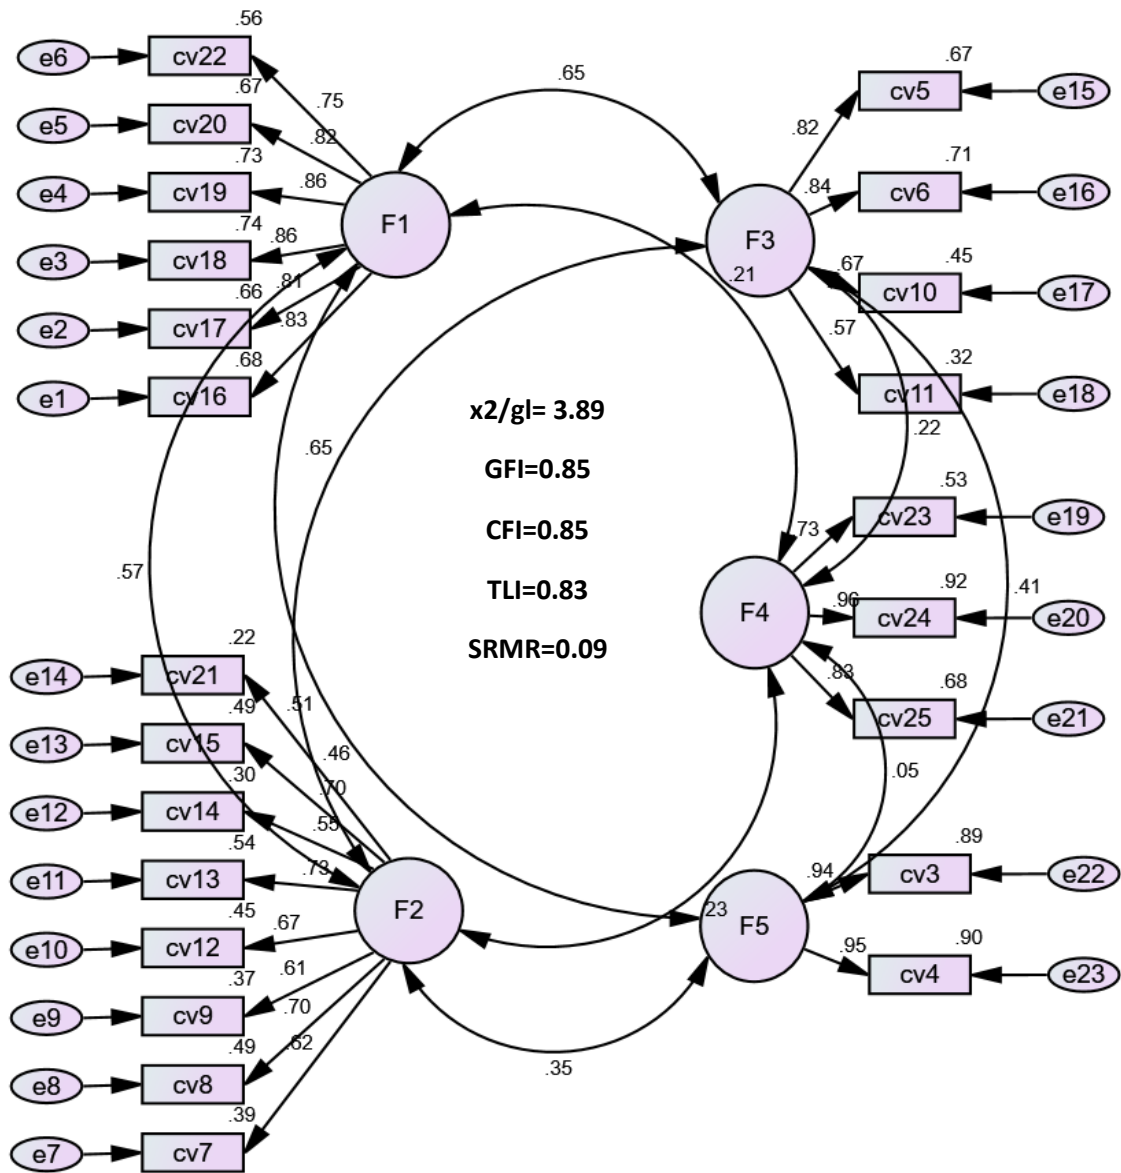 .56
e6 cv22
.67
.75
e5 cv20
.82
.73
e4 cv19
.86
.74
e3 cv18
.86
.66
.81
e2 cv17
.83
.68
e1 cv16
F1
.65
.67
cv5 e15
.82
.71
cv6 e16
.84
F3
.45
cv10 e17
.67
.21
.57
.32
cv11 e18
.22
x2/gl= 3.89
GFI=0.85
CFI=0.85
TLI=0.83
SRMR=0.09
.65
.57
.53
cv23 e19
.73
F4
.92
cv24 e20
.96
.41
.68
cv25 e21
.83
.05
.22
e14 cv21
.51
.49
e13 cv15
.46
.30
.70
e12 cv14
.55
.54
e11 cv13
.73
F2
.45
e10 cv12
.67
.37
.61
e9 cv9
.70
.49
.62
e8 cv8
.39
e7 cv7
.89
cv3 e22
.94
23
F5
.90
.95
cv4 e23
.35